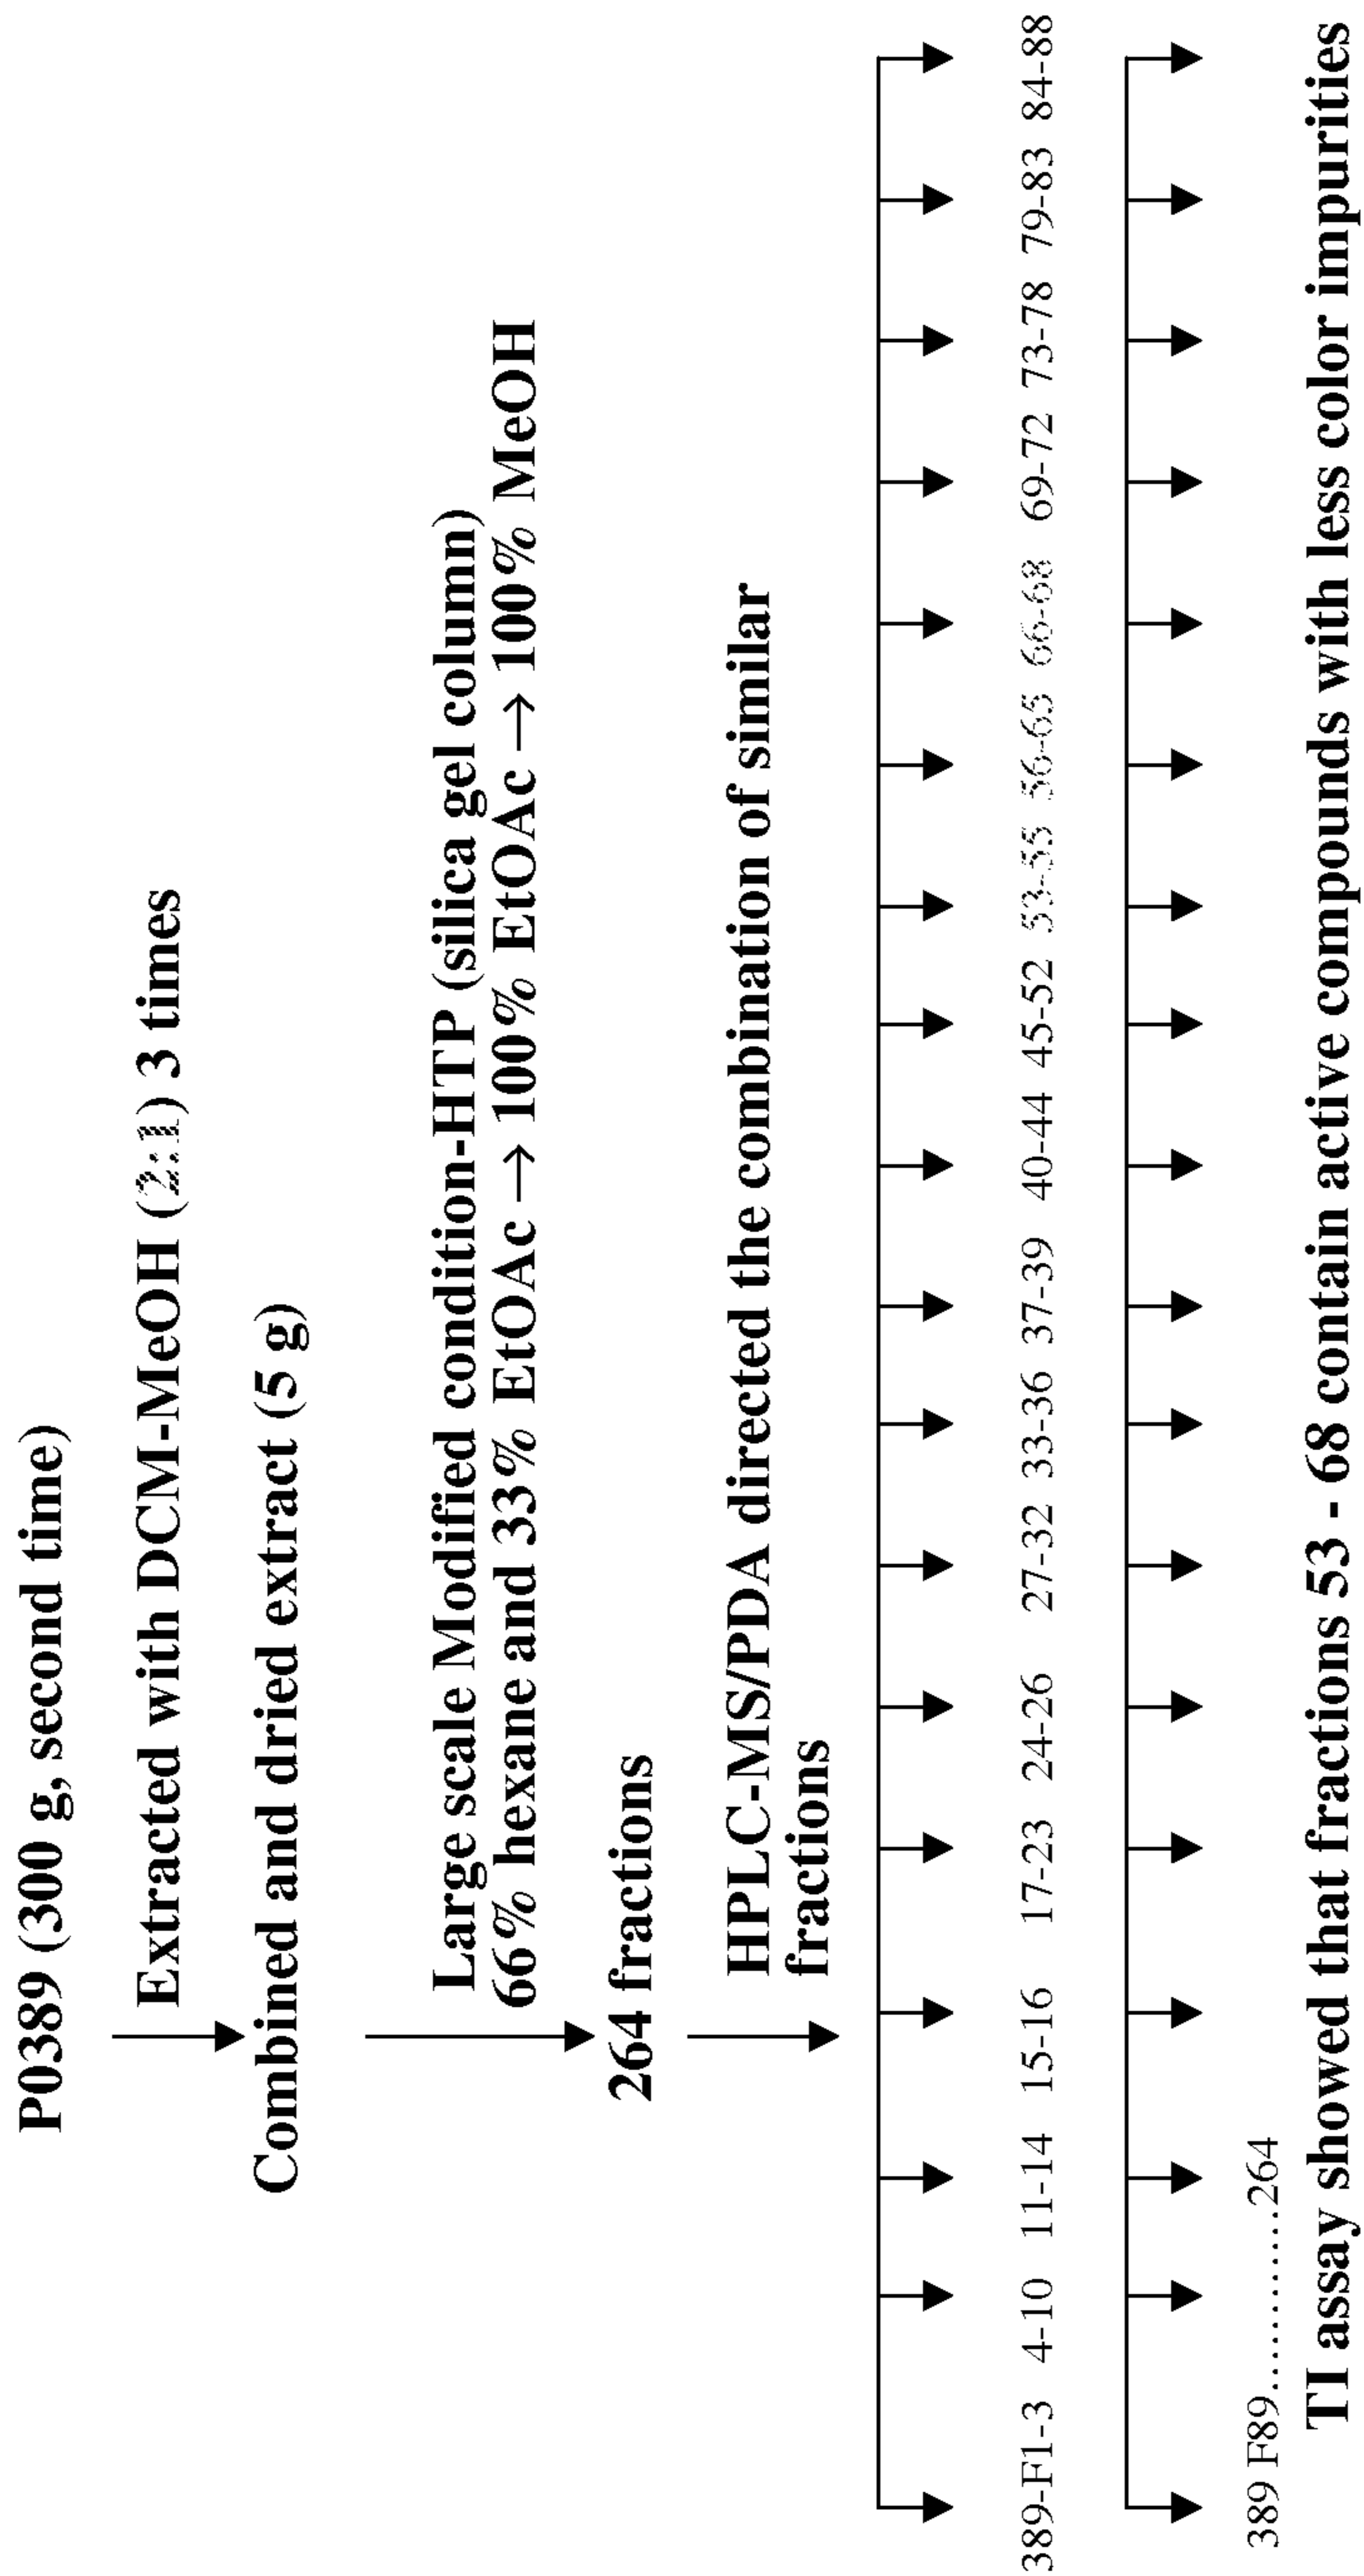 P0389 (300 g, second time)
Extracted with DCM-MeOH (2:1) 3 times
Combined and dried extract (5 g)
Large scale Modified condition-HTP (silica gel column)
66% hexane and 33% EtOAc → 100% EtOAc → 100% MeOH
264 fractions
HPLC-MS/PDA directed the combination of similar
fractions
389-F1-3 4-10 11-14 15-16 17-23 24-26 27-32 33-36 37-39 40-44 45-52 53-55 56-65 66-68 69-72 73-78 79-83 84-88
389 F89.............264
TI assay showed that fractions 53 - 68 contain active compounds with less color impurities